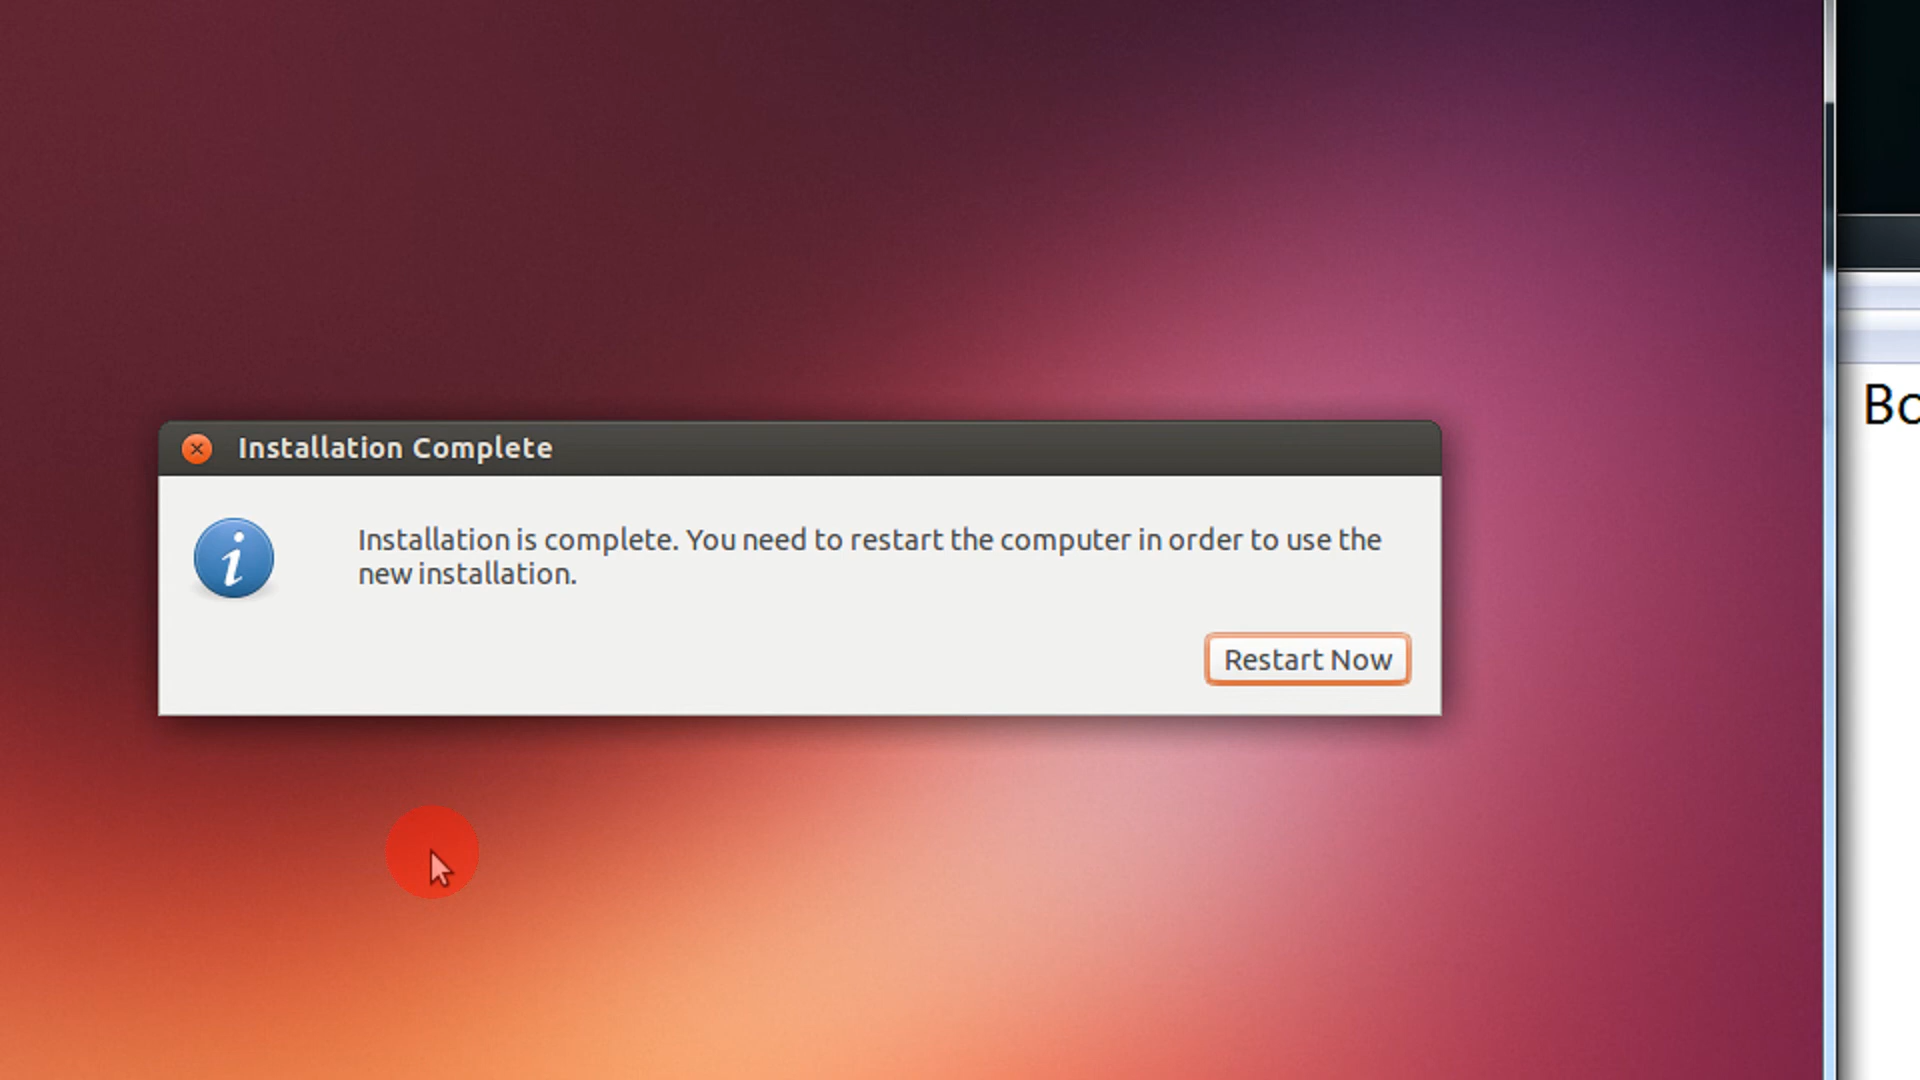 Installation Complete
Installation is complete. You need to restart the computer in order to use the
new installation.
Restart Now
Bo